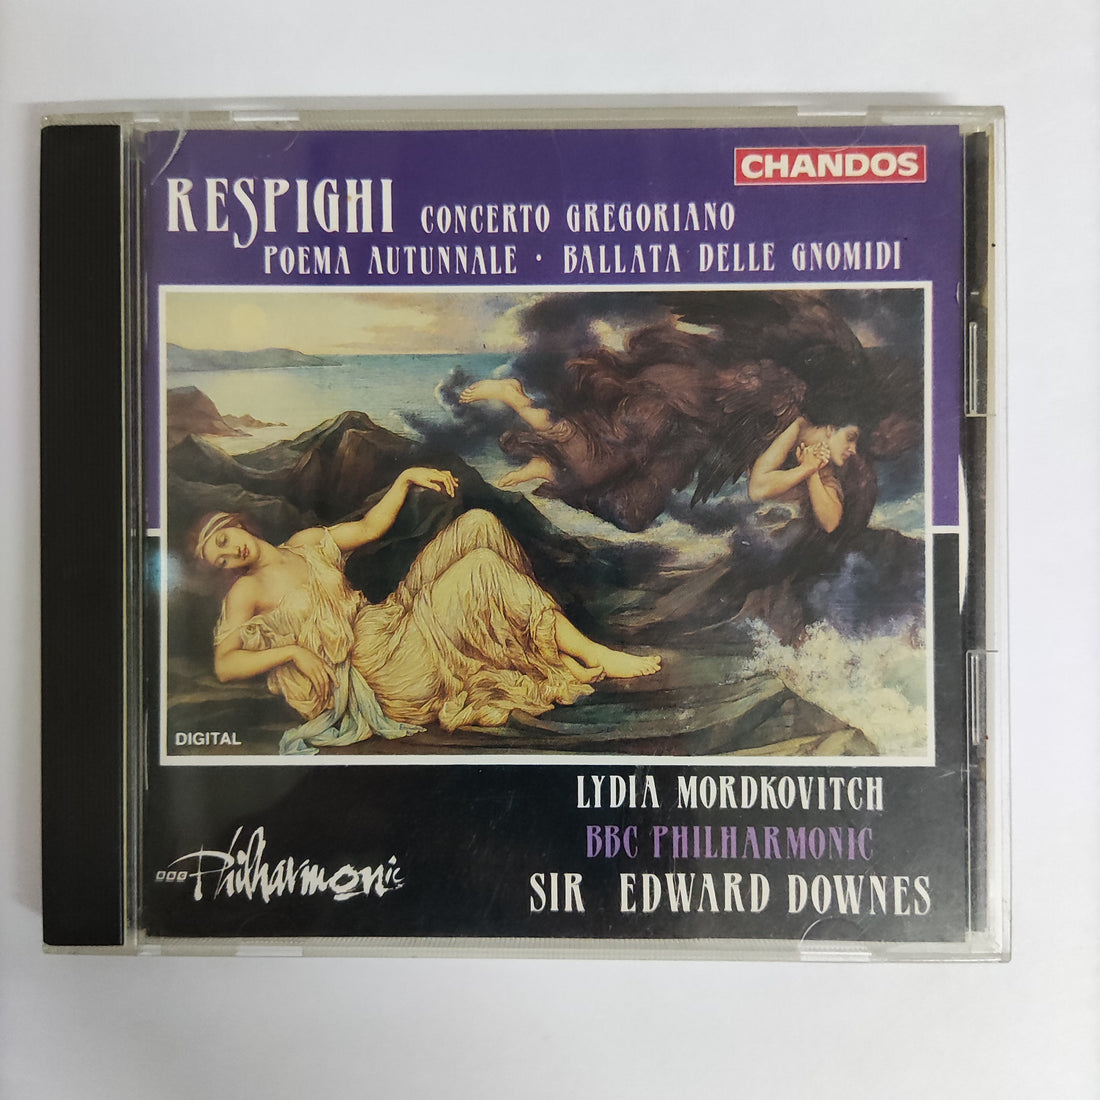 CHANDOS
RESPIGHI CONCERTO GREGORIANO
POEMA AUTUNNALE · BALLATA DELLE GNOMIDI
DIGITAL
LYDIA MORDKOVITCH
BBC PHILHARMONIC
BBC Philharmonic
SIR EDWARD DOWNES